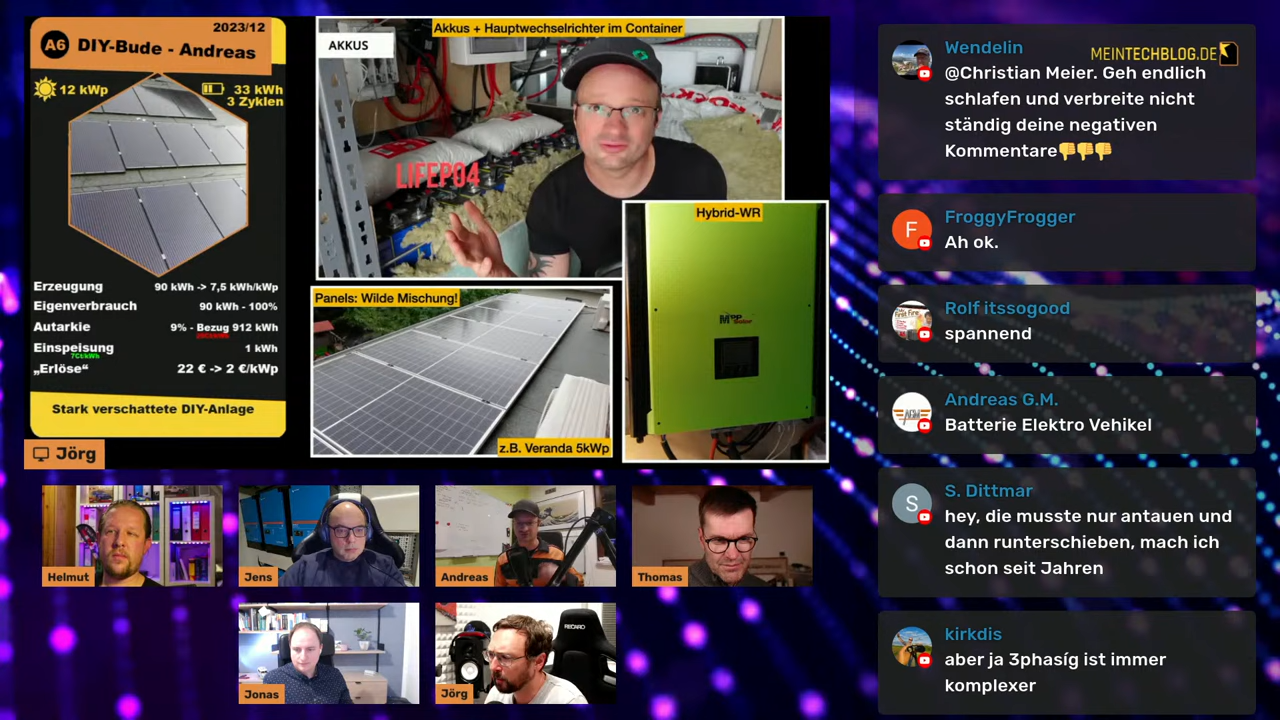 2023/12
A6 DIY-Bude - Andreas
12 kWp
33 kWh
3 Zyklen
Erzeugung 90 kWh -> 7,5 kWh/kWp
Eigenverbrauch 90 kWh - 100%
Autarkie 9% - Bezug 912 kWh
Einspeisung 1 kWh
7Ct/kWh
„Erlöse“ 22 € -> 2 €/kWp
Stark verschattete DIY-Anlage
Jörg
Akkus + Hauptwechselrichter im Container
AKKUS
LIFEPO4
Hybrid-WR
Panels: Wilde Mischung!
z.B. Veranda 5kWp
Helmut
Jens
Andreas
Thomas
Jonas
Jörg
RECARO
MEINTECHBLOG.DE
Wendelin
@Christian Meier. Geh endlich
schlafen und verbreite nicht
ständig deine negativen
Kommentare👎👎👎
F
FroggyFrogger
Ah ok.
Rolf itssogood
spannend
Andreas G.M.
Batterie Elektro Vehikel
S
S. Dittmar
hey, die musste nur antauen und
dann runterschieben, mach ich
schon seit Jahren
kirkdis
aber ja 3phasíg ist immer
komplexer